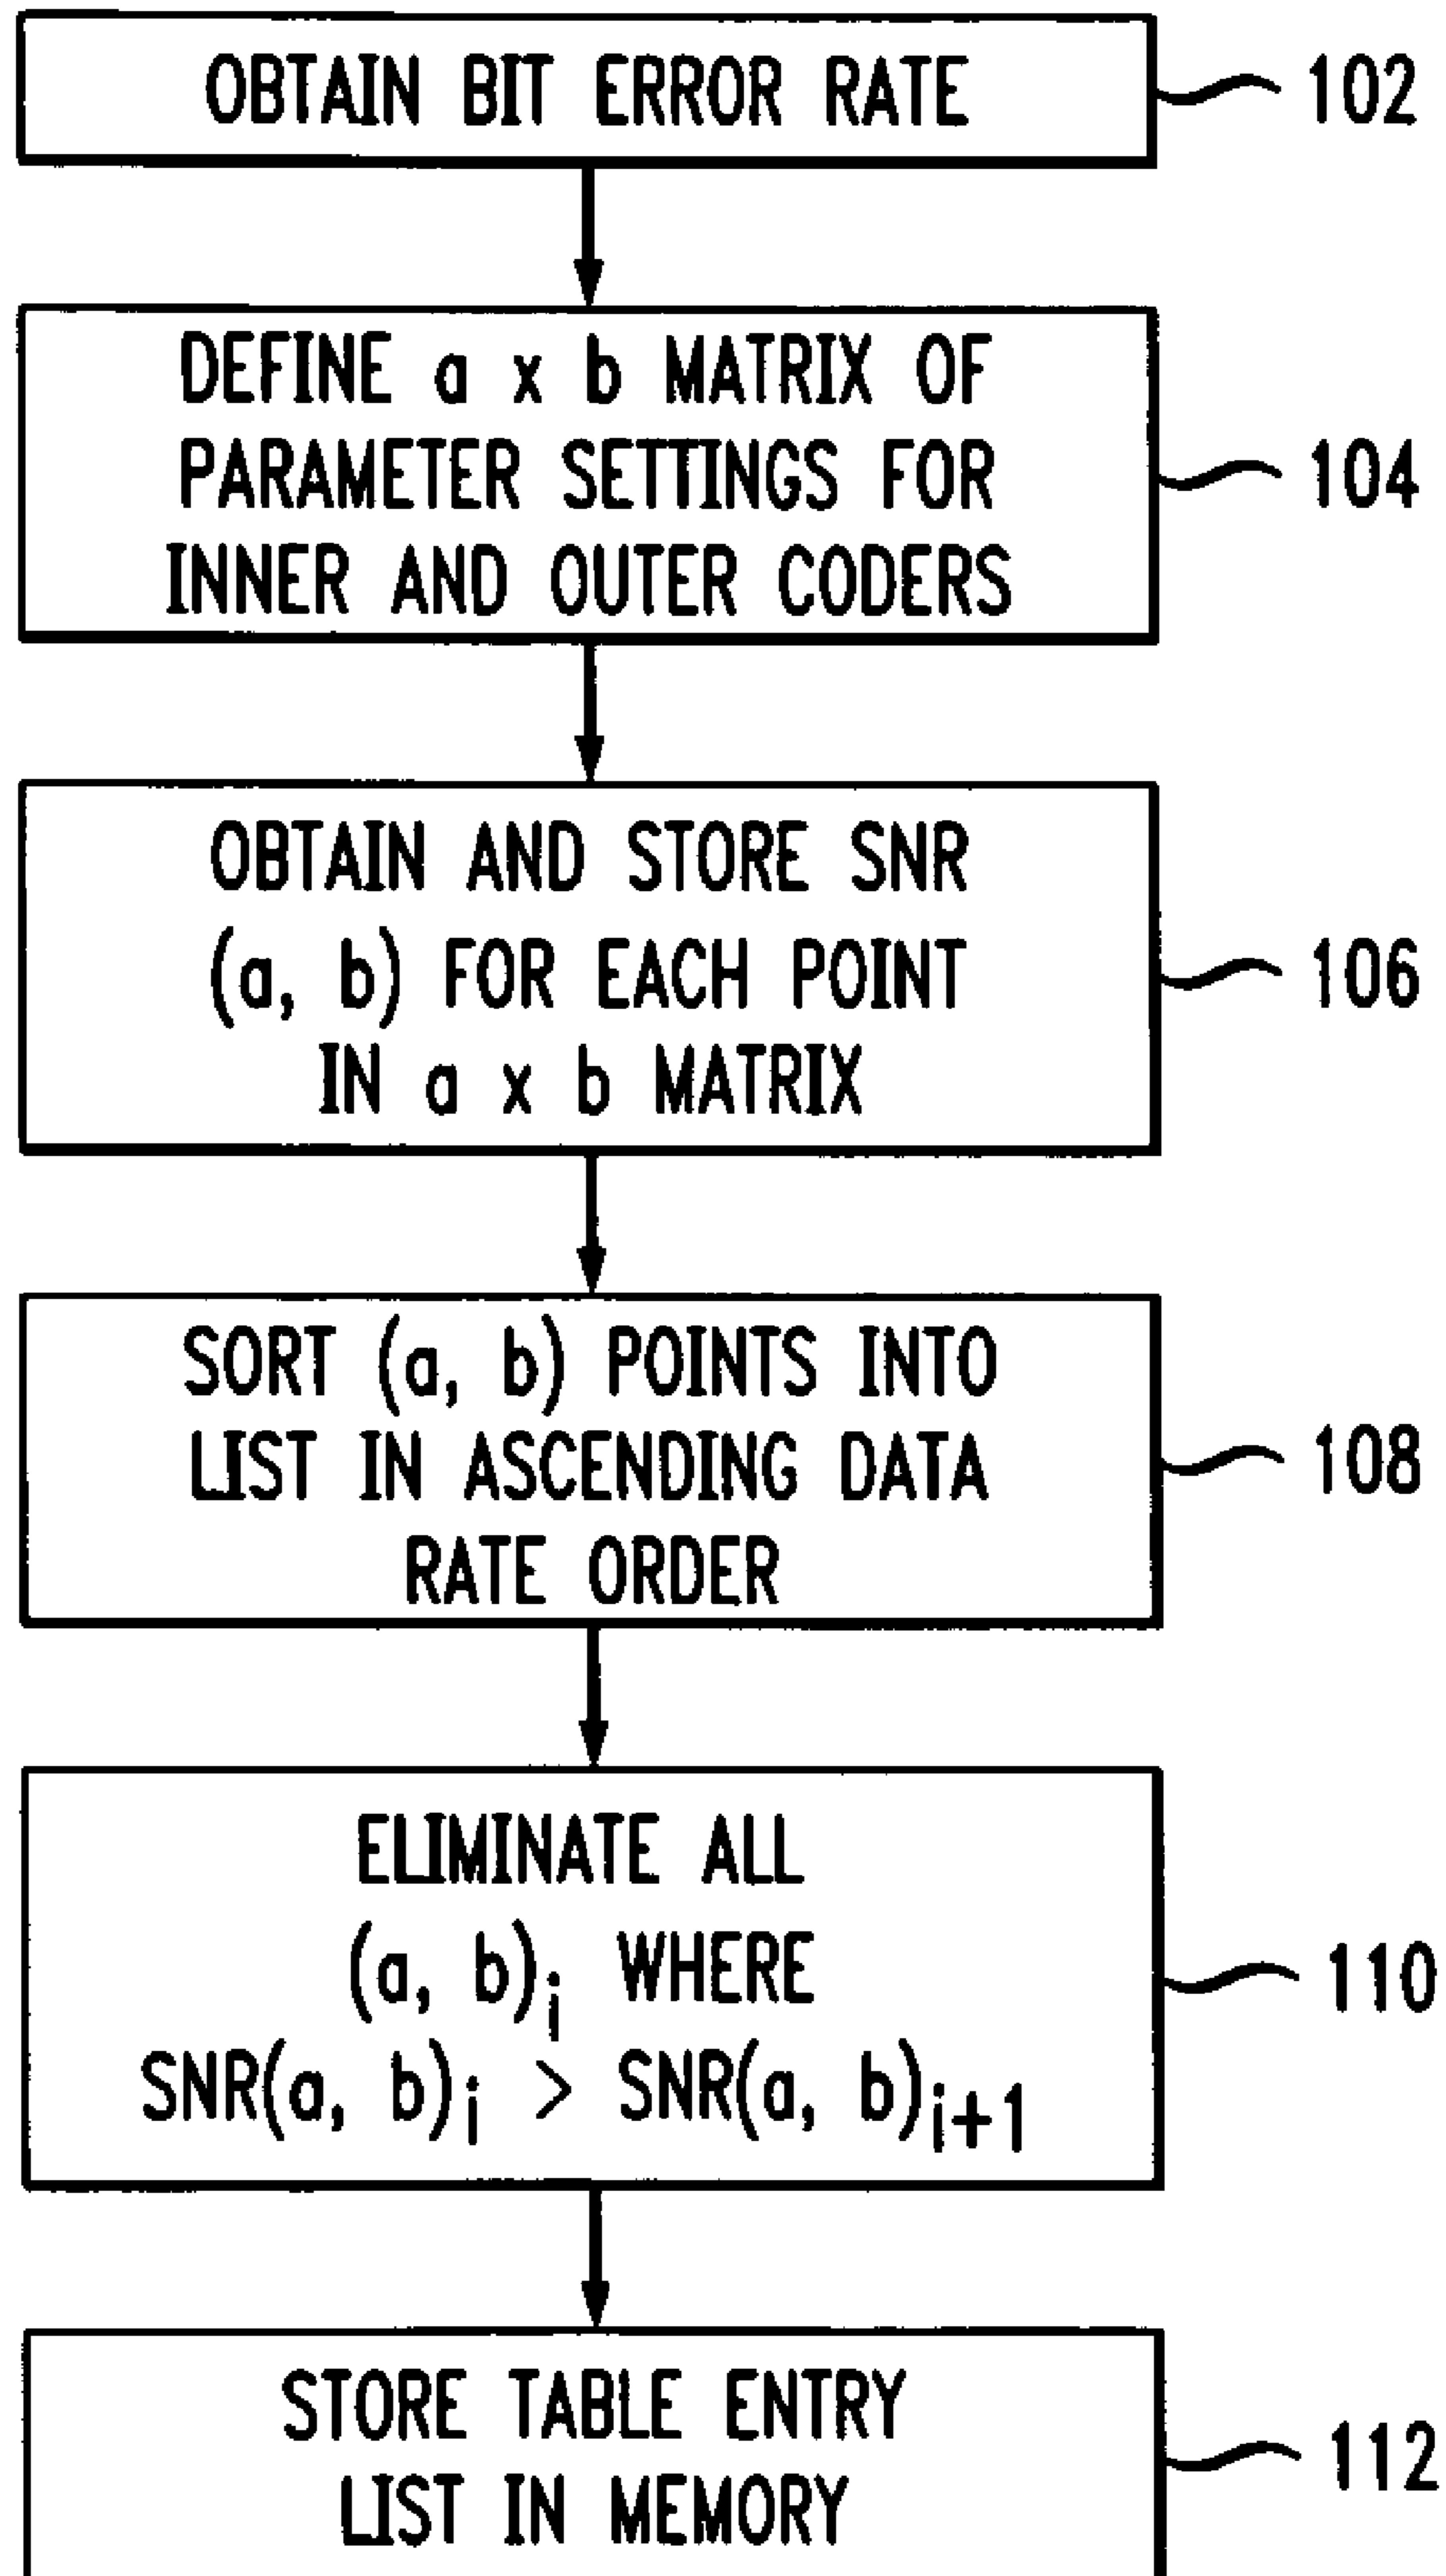 OBTAIN BIT ERROR RATE
102
DEFINE a x b MATRIX OF
PARAMETER SETTINGS FOR
INNER AND OUTER CODERS
104
OBTAIN AND STORE SNR
(a, b) FOR EACH POINT
IN a x b MATRIX
106
SORT (a, b) POINTS INTO
LIST IN ASCENDING DATA
RATE ORDER
108
ELIMINATE ALL
(a, b)i WHERE
SNR(a, b)i > SNR(a, b)i+1
110
STORE TABLE ENTRY
LIST IN MEMORY
112